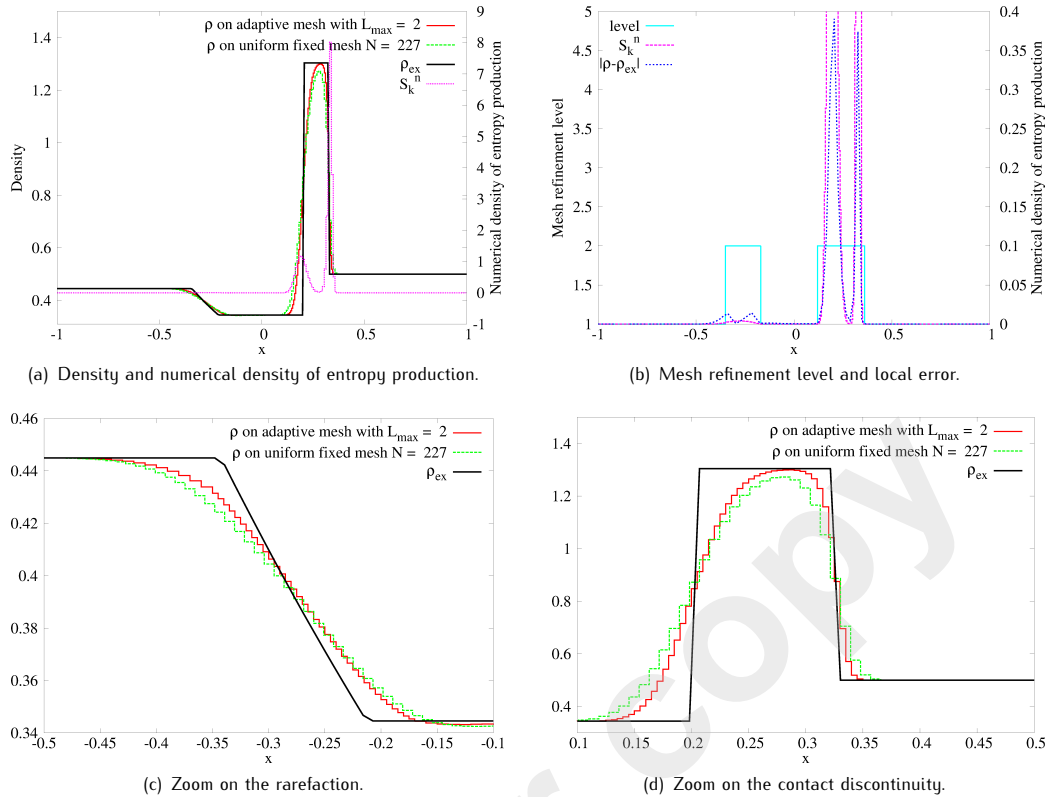 ρ on adaptive mesh with L_max = 2
ρ on uniform fixed mesh N = 227
ρ_ex
S_k^n
Density
Numerical density of entropy production
1.4
1.2
1
0.8
0.6
0.4
9
8
7
6
5
4
3
2
1
0
-1
-1 -0.5 0 0.5 1
x
(a) Density and numerical density of entropy production.
level
S_k^n
|ρ-ρ_ex|
Mesh refinement level
Numerical density of entropy production
5
4.5
4
3.5
3
2.5
2
1.5
1
0.4
0.35
0.3
0.25
0.2
0.15
0.1
0.05
0
-1 -0.5 0 0.5 1
x
(b) Mesh refinement level and local error.
ρ on adaptive mesh with L_max = 2
ρ on uniform fixed mesh N = 227
ρ_ex
0.46
0.44
0.42
0.4
0.38
0.36
0.34
-0.5 -0.45 -0.4 -0.35 -0.3 -0.25 -0.2 -0.15 -0.1
x
(c) Zoom on the rarefaction.
ρ on adaptive mesh with L_max = 2
ρ on uniform fixed mesh N = 227
ρ_ex
1.4
1.2
1
0.8
0.6
0.4
0.1 0.2 0.3 0.4 0.5
x
(d) Zoom on the contact discontinuity.
copy